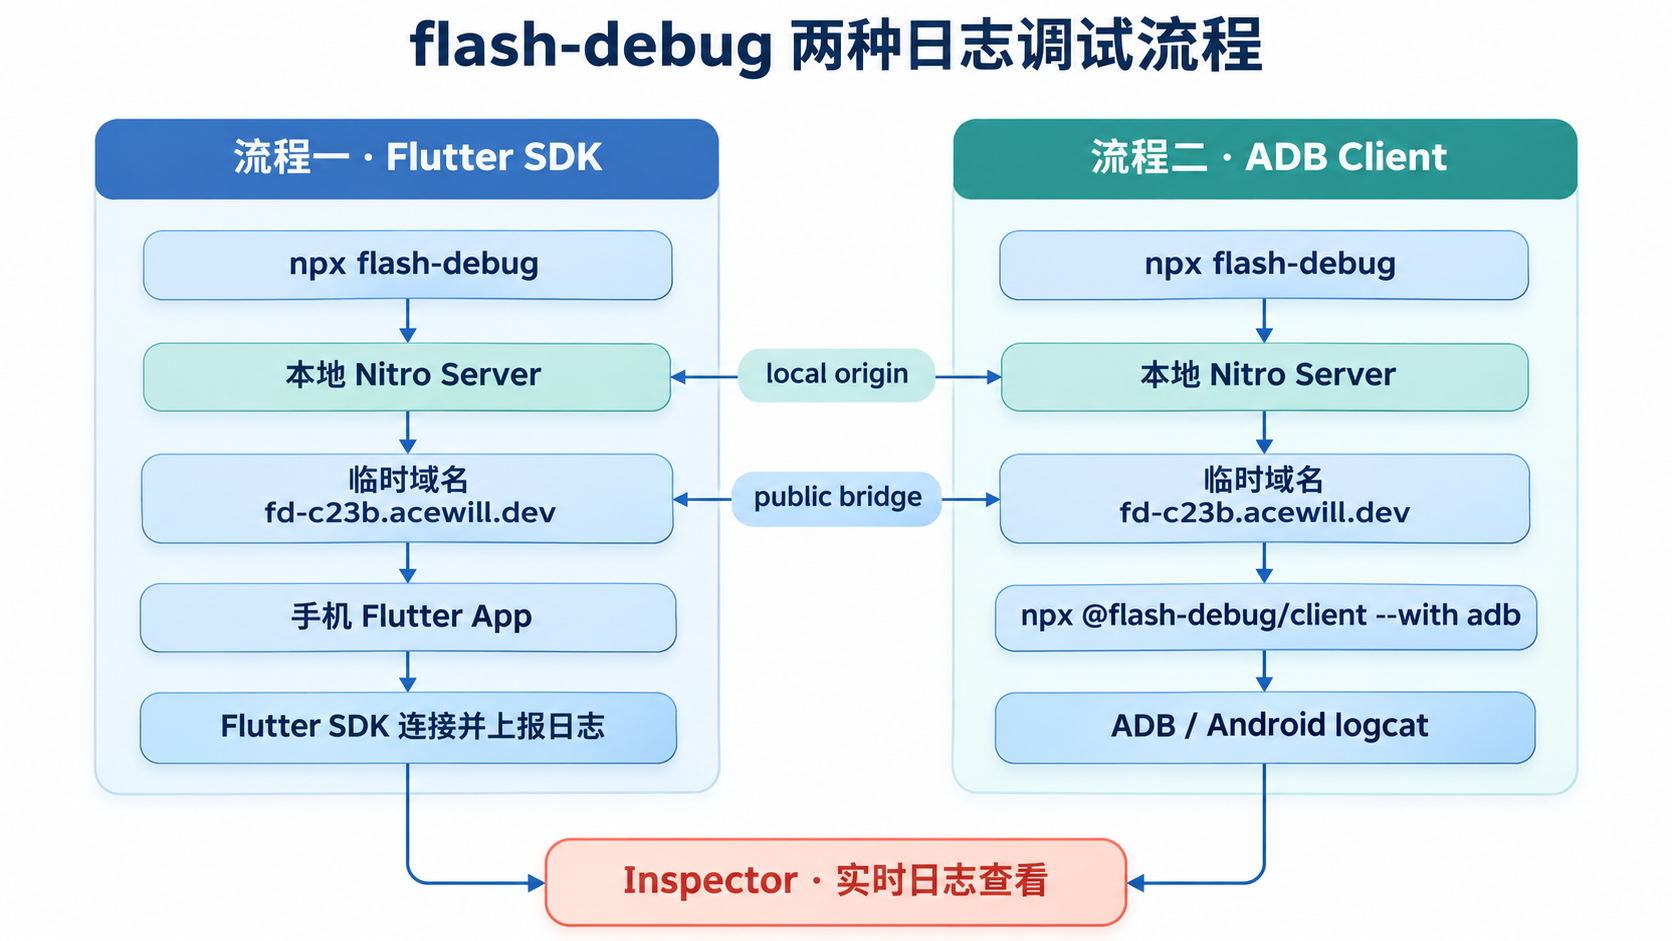 flash-debug 两种日志调试流程
流程一 · Flutter SDK
npx flash-debug
本地 Nitro Server
临时域名
fd-c23b.acewill.dev
手机 Flutter App
Flutter SDK 连接并上报日志
local origin
public bridge
流程二 · ADB Client
npx flash-debug
本地 Nitro Server
临时域名
fd-c23b.acewill.dev
npx @flash-debug/client --with adb
ADB / Android logcat
Inspector · 实时日志查看